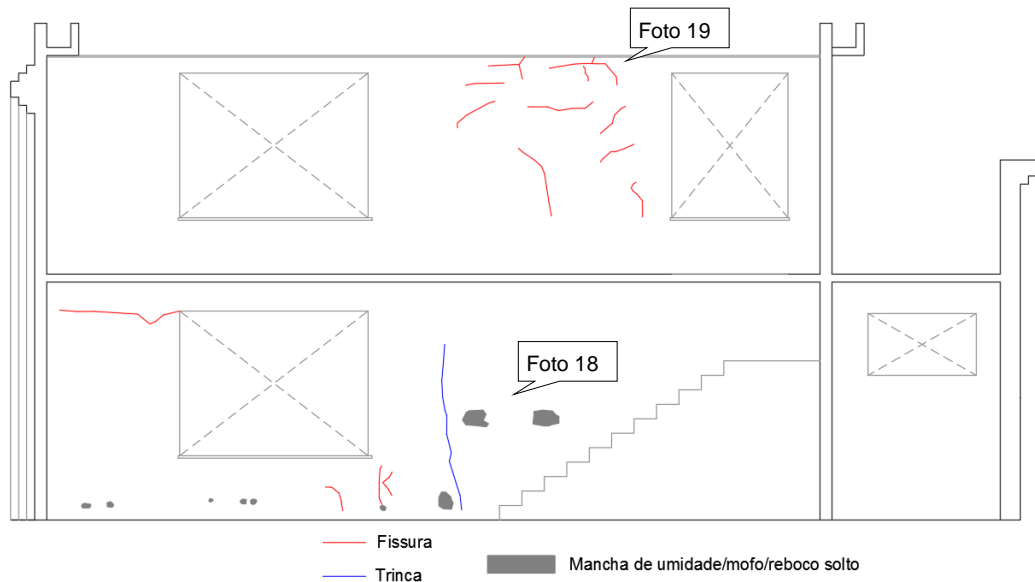 Foto 19
Foto 18
Fissura
Trinca
Mancha de umidade/mofo/reboco solto